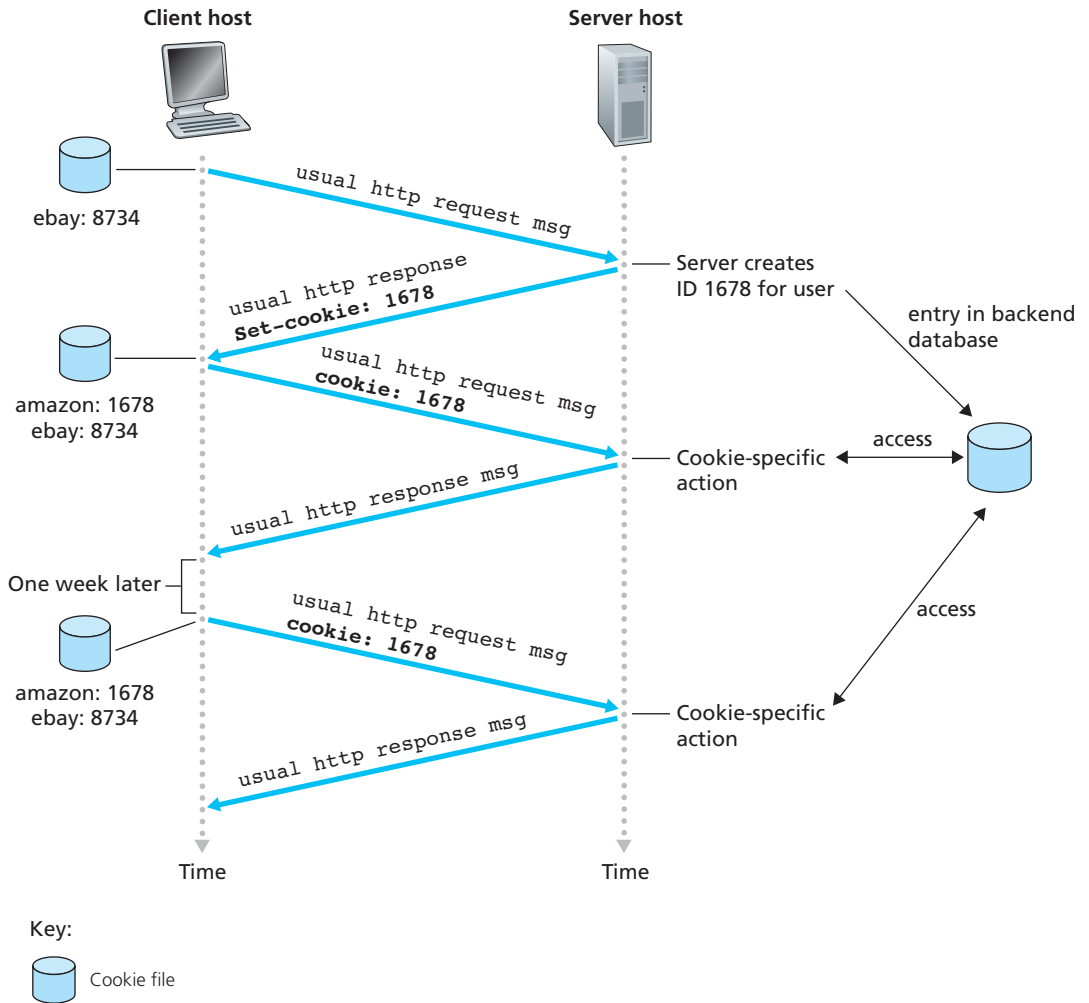 Client host
Server host
ebay: 8734
usual http request msg
Server creates
ID 1678 for user
entry in backend
database
usual http response
Set-cookie: 1678
amazon: 1678
ebay: 8734
usual http request msg
cookie: 1678
Cookie-specific
action
access
usual http response msg
One week later
amazon: 1678
ebay: 8734
usual http request msg
cookie: 1678
access
Cookie-specific
action
usual http response msg
Time
Time
Key:
Cookie file